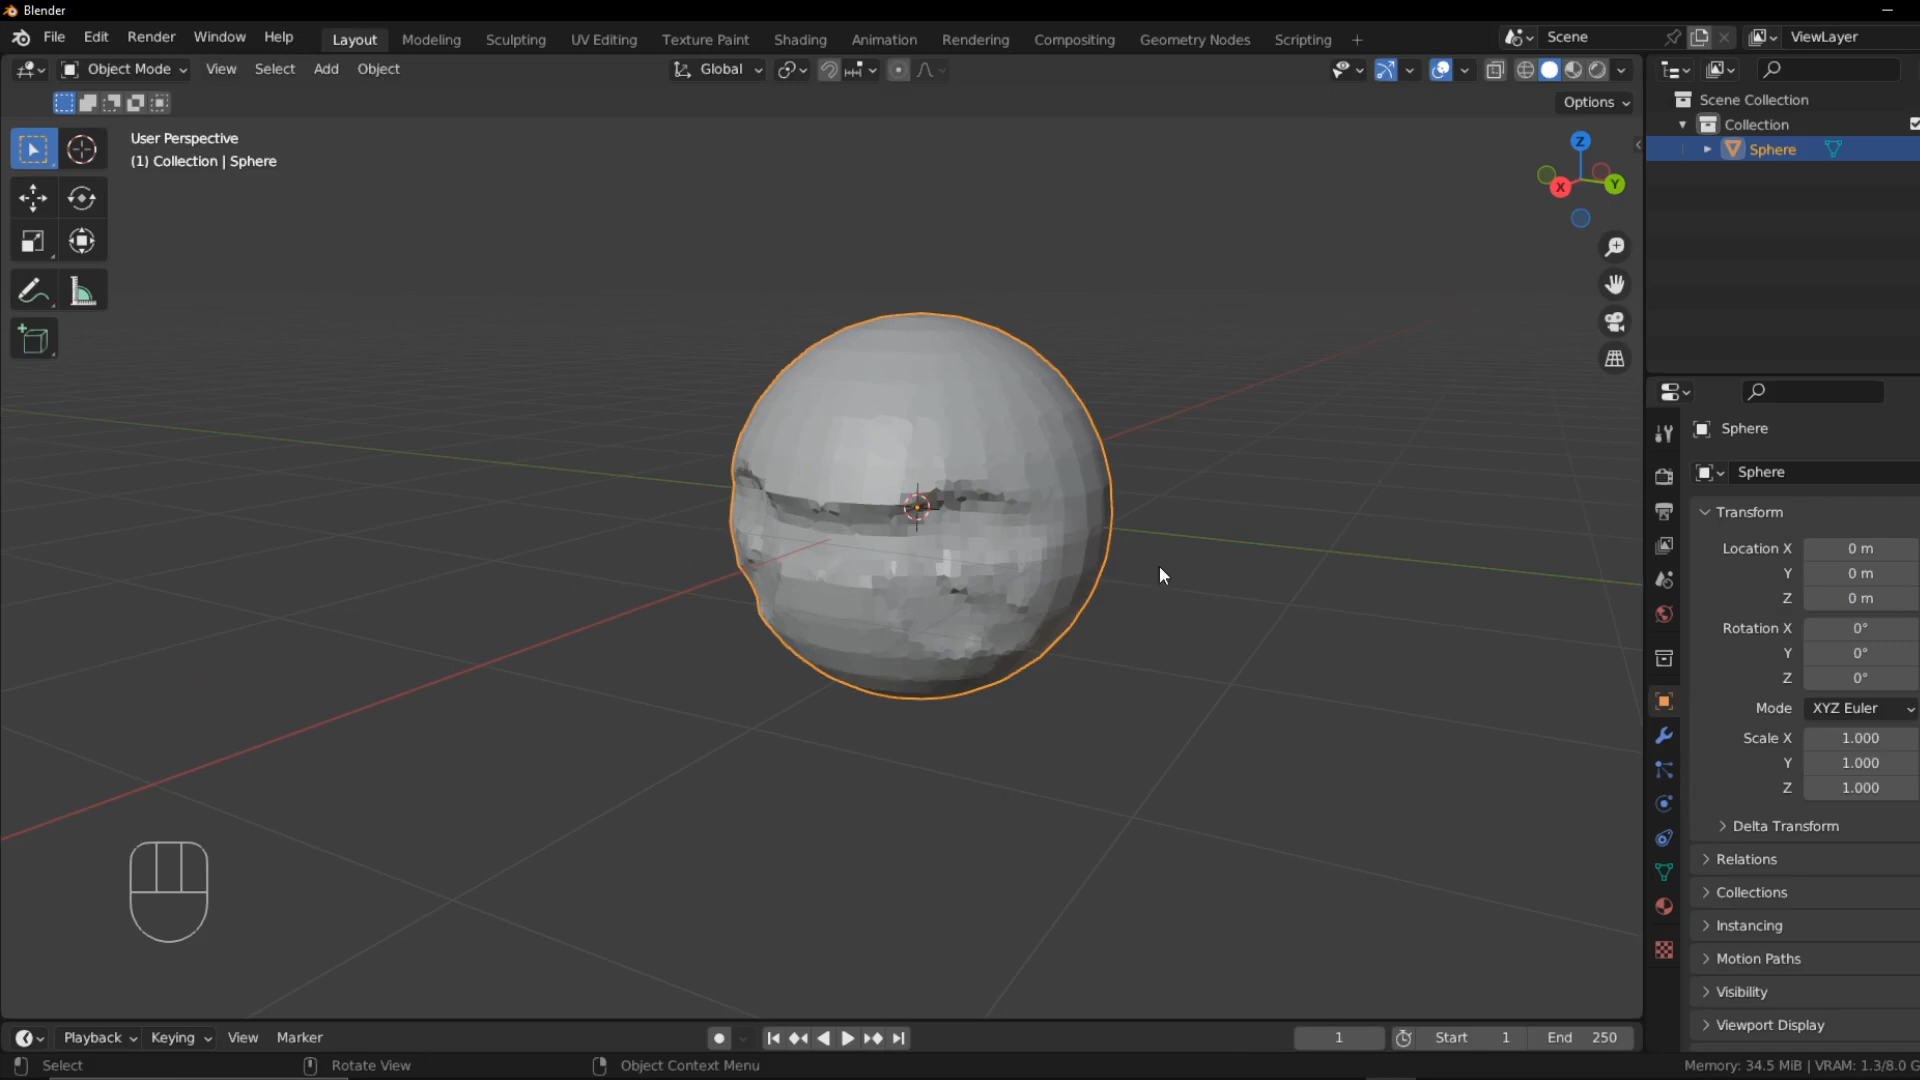 Blender
File Edit Render Window Help Layout Modeling Sculpting UV Editing Texture Paint Shading Animation Rendering Compositing Geometry Nodes Scripting + Scene ViewLayer
Object Mode View Select Add Object Global
Options
User Perspective
(1) Collection | Sphere
Z
X
Y
Scene Collection
Collection
Sphere
Sphere
Sphere
Transform
Location X 0 m
Y 0 m
Z 0 m
Rotation X 0°
Y 0°
Z 0°
Mode XYZ Euler
Scale X 1.000
Y 1.000
Z 1.000
Delta Transform
Relations
Collections
Instancing
Motion Paths
Visibility
Viewport Display
Playback Keying View Marker 1 Start 1 End 250
Select Rotate View Object Context Menu Memory: 34.5 MiB | VRAM: 1.3/8.0 G